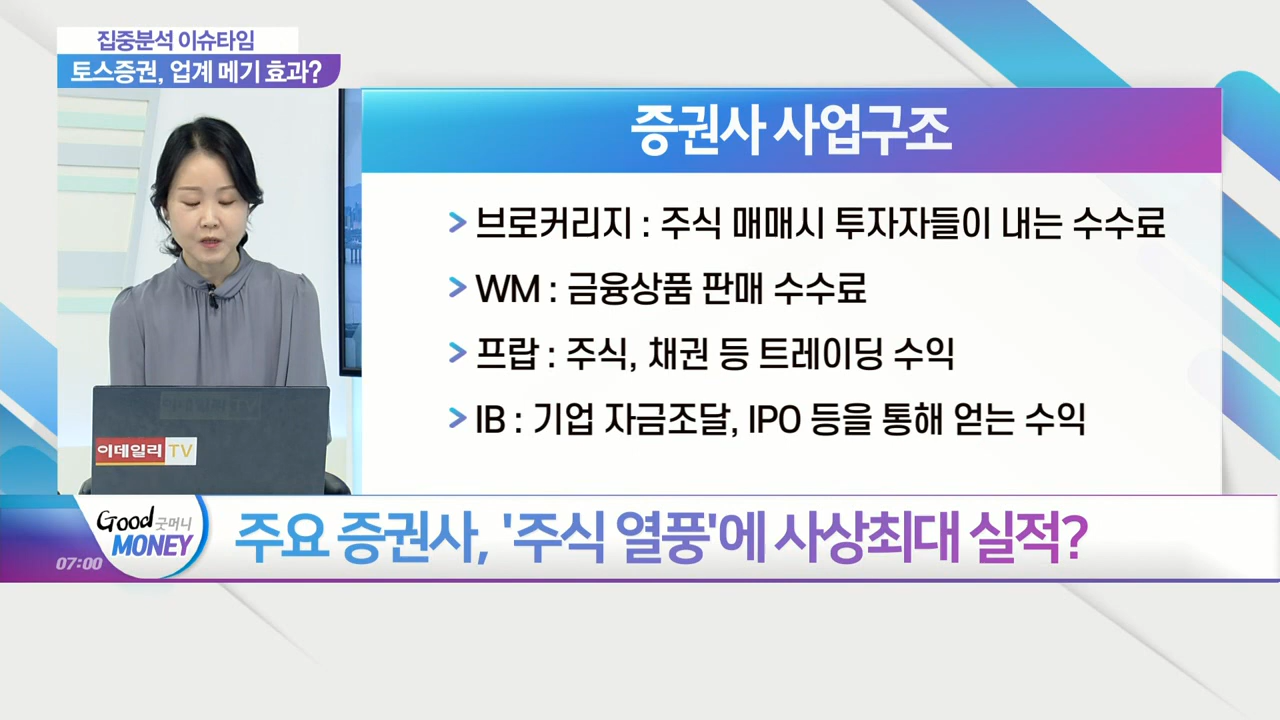 집중분석 이슈타임
토스증권, 업계 메기 효과?
증권사 사업구조
> 브로커리지 : 주식 매매시 투자자들이 내는 수수료
> WM : 금융상품 판매 수수료
> 프랍 : 주식, 채권 등 트레이딩 수익
> IB : 기업 자금조달, IPO 등을 통해 얻는 수익
이데일리 TV
Good 굿머니
MONEY
07:00
주요 증권사, '주식 열풍'에 사상최대 실적?